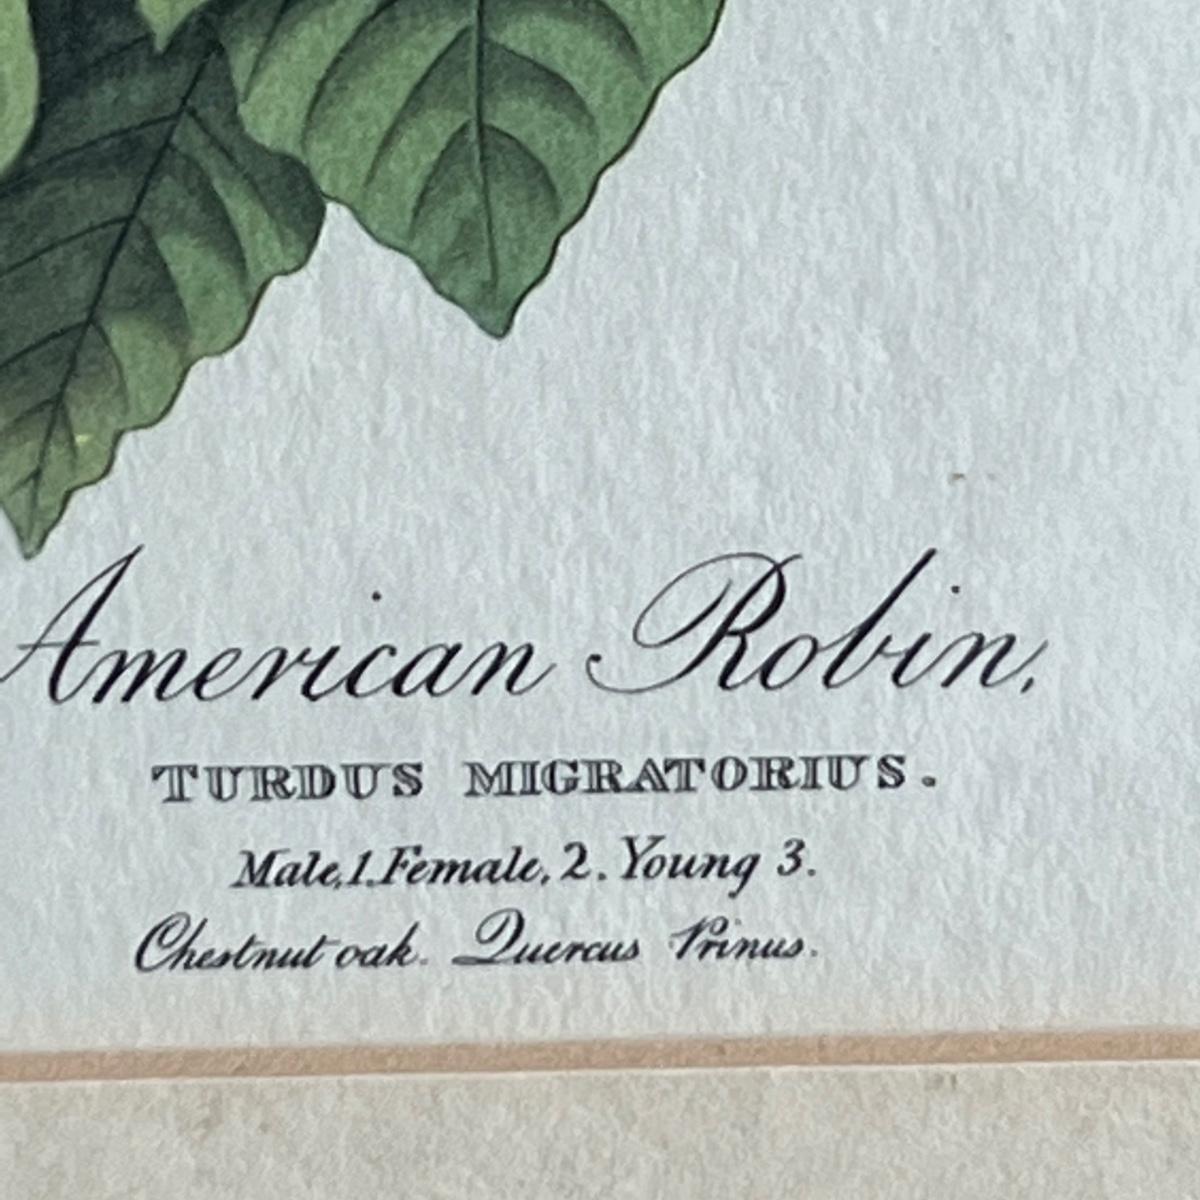 American Robin,
TURDUS MIGRATORIUS.
Male,1.Female,2.Young 3.
Chestnut oak. Quercus Prinus.